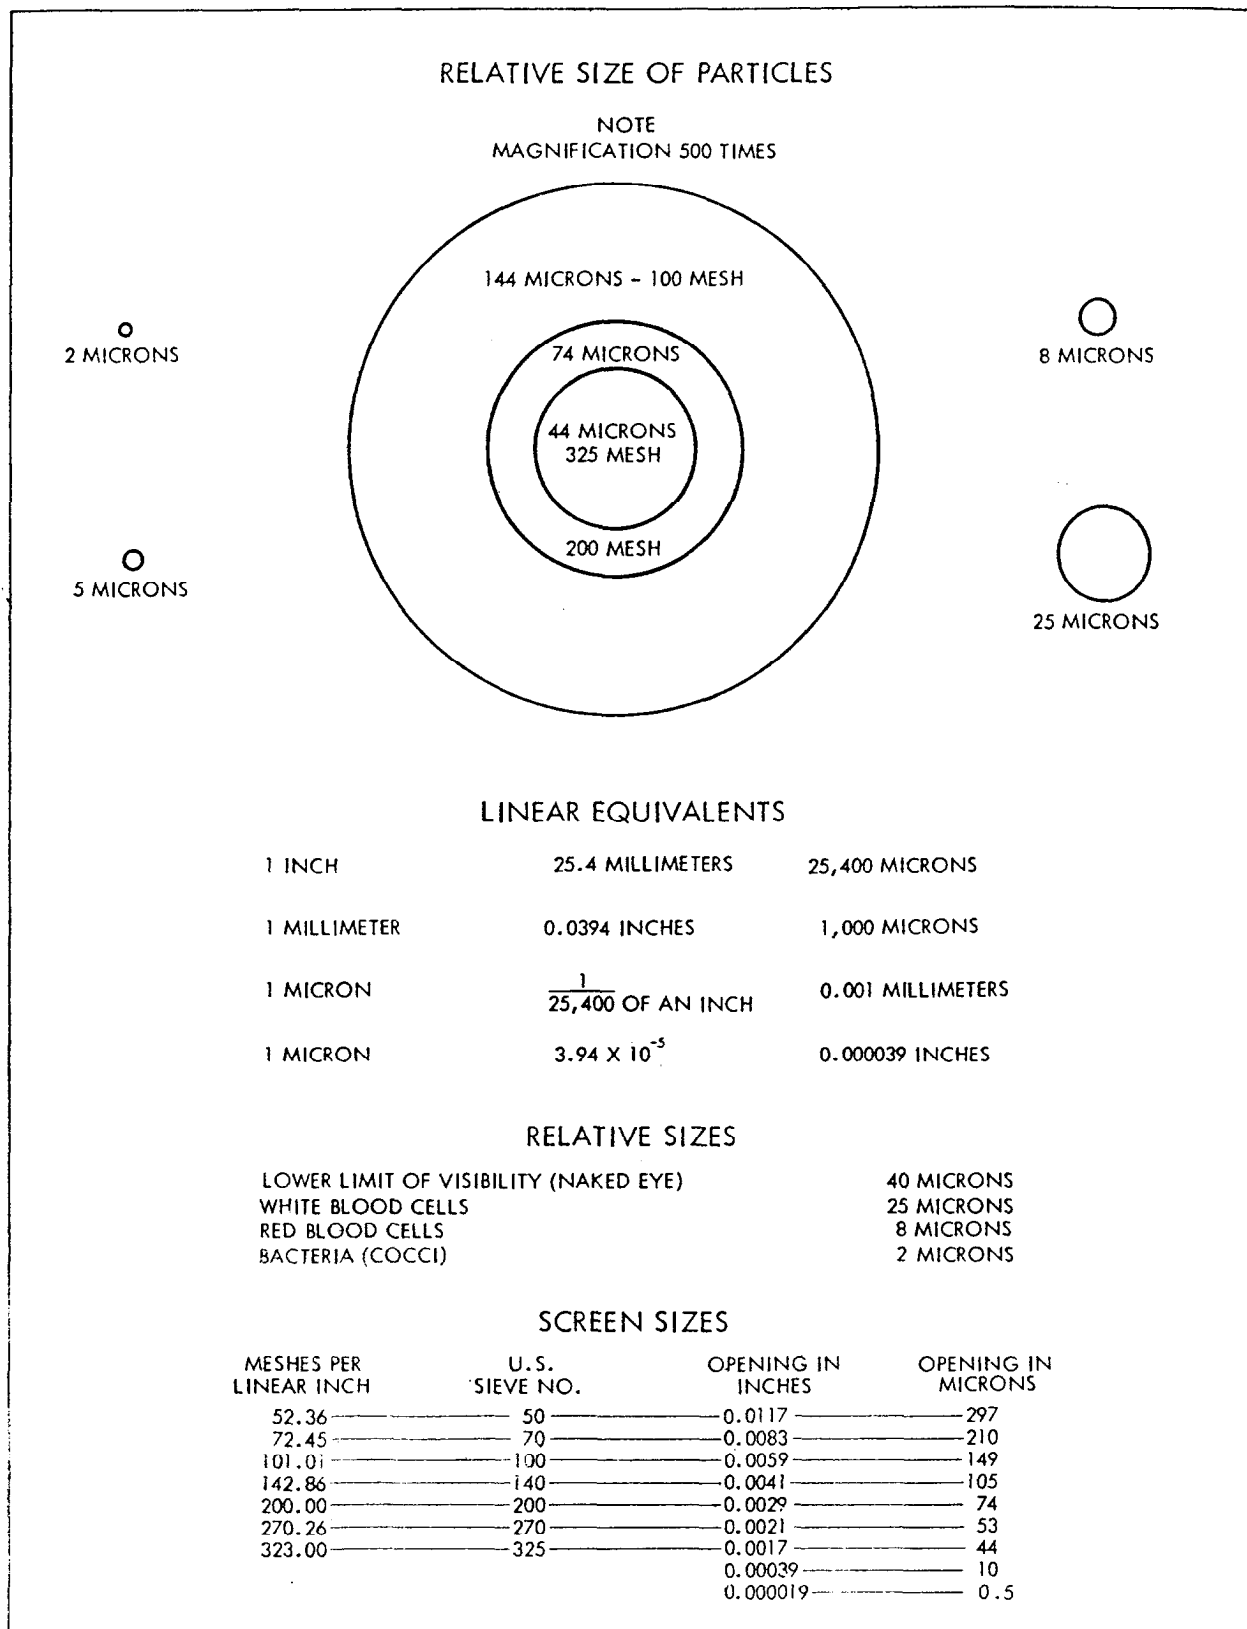 RELATIVE SIZE OF PARTICLES
NOTE
MAGNIFICATION 500 TIMES
144 MICRONS - 100 MESH
2 MICRONS
74 MICRONS
8 MICRONS
44 MICRONS
325 MESH
200 MESH
5 MICRONS
25 MICRONS
LINEAR EQUIVALENTS
1 INCH 25.4 MILLIMETERS 25,400 MICRONS
1 MILLIMETER 0.0394 INCHES 1,000 MICRONS
1 MICRON 1/25,400 OF AN INCH 0.001 MILLIMETERS
1 MICRON 3.94 X 10⁻⁵ 0.000039 INCHES
RELATIVE SIZES
LOWER LIMIT OF VISIBILITY (NAKED EYE) 40 MICRONS
WHITE BLOOD CELLS 25 MICRONS
RED BLOOD CELLS 8 MICRONS
BACTERIA (COCCI) 2 MICRONS
SCREEN SIZES
MESHES PER U.S. OPENING IN OPENING IN
LINEAR INCH SIEVE NO. INCHES MICRONS
52.36 50 0.0117 297
72.45 70 0.0083 210
101.01 100 0.0059 149
142.86 140 0.0041 105
200.00 200 0.0029 74
270.26 270 0.0021 53
323.00 325 0.0017 44
0.00039 10
0.000019 0.5